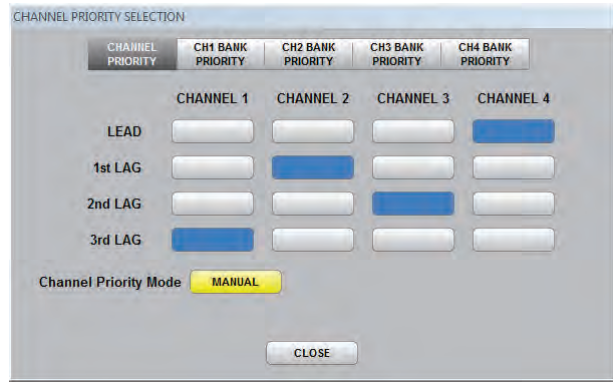 CHANNEL PRIORITY SELECTION
CHANNEL PRIORITY
CH1 BANK PRIORITY
CH2 BANK PRIORITY
CH3 BANK PRIORITY
CH4 BANK PRIORITY
CHANNEL 1 CHANNEL 2 CHANNEL 3 CHANNEL 4
LEAD
1st LAG
2nd LAG
3rd LAG
Channel Priority Mode MANUAL
CLOSE